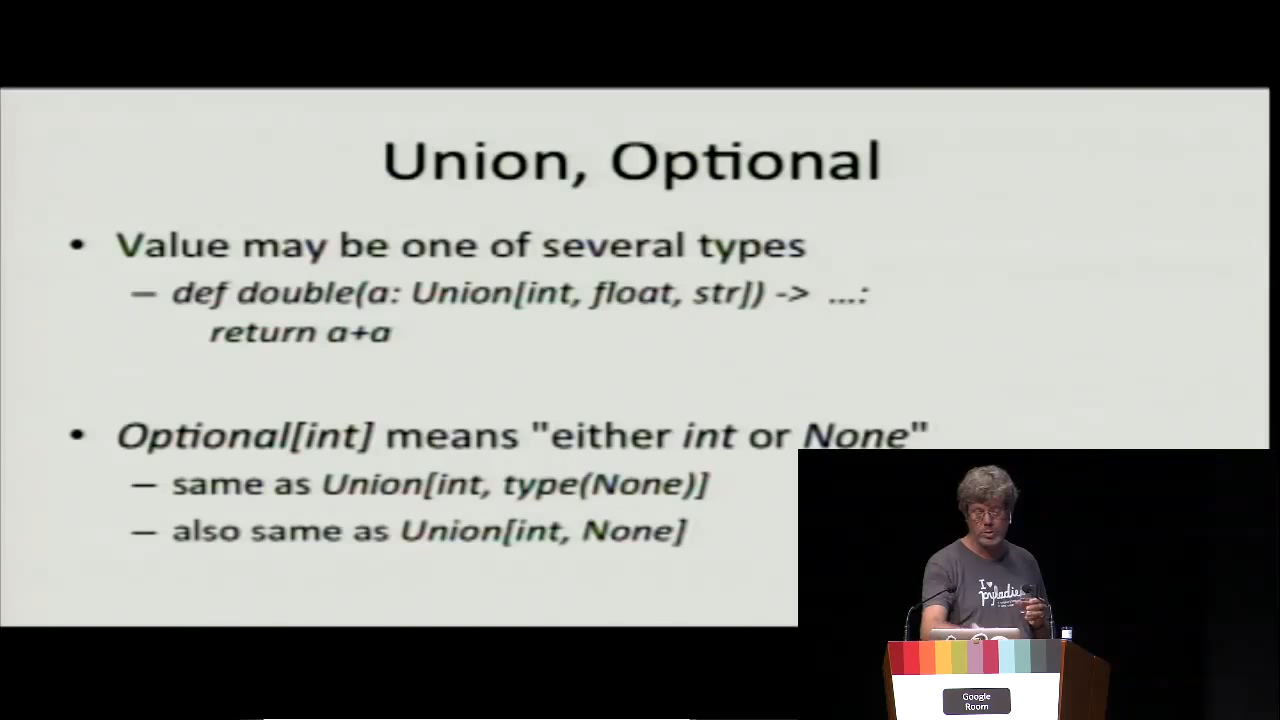 Union, Optional
• Value may be one of several types
– def double(a: Union[int, float, str]) -> ...:
return a+a
• Optional[int] means "either int or None"
– same as Union[int, type(None)]
– also same as Union[int, None]
I ♥
pyladies
Google
Room